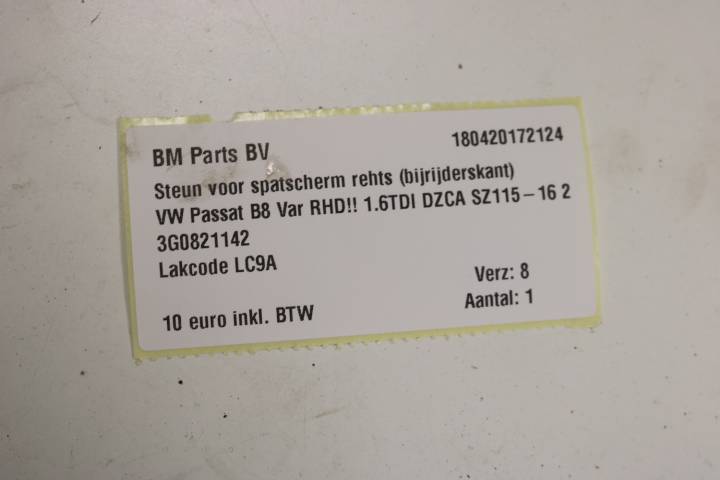 BM Parts BV
180420172124
Steun voor spatscherm rehts (bijrijderskant)
VW Passat B8 Var RHD!! 1.6TDI DZCA SZ115-16 2
3G0821142
Lakcode LC9A
Verz: 8
10 euro inkl. BTW
Aantal: 1